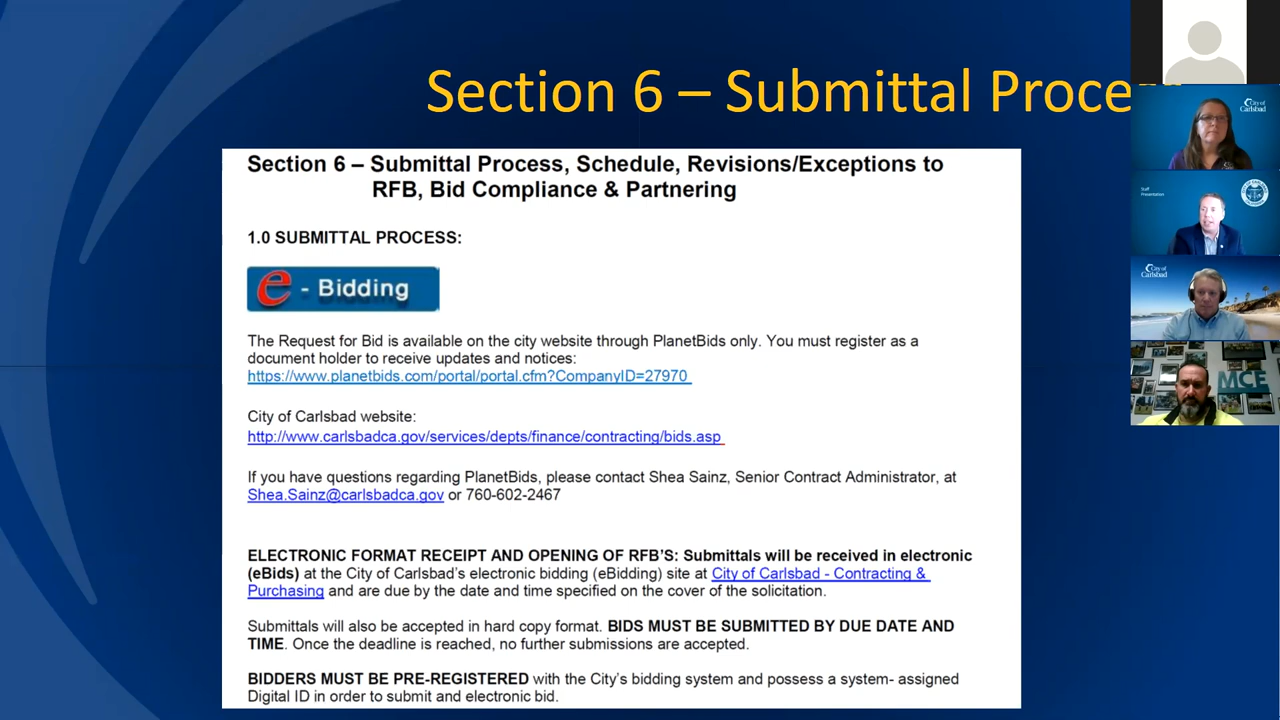 Section 6 – Submittal Proce
City of
Carlsbad
Staff
Presentation
City of
Carlsbad
MCE
Section 6 – Submittal Process, Schedule, Revisions/Exceptions to
RFB, Bid Compliance & Partnering
1.0 SUBMITTAL PROCESS:
e - Bidding
The Request for Bid is available on the city website through PlanetBids only. You must register as a
document holder to receive updates and notices:
https://www.planetbids.com/portal/portal.cfm?CompanyID=27970
City of Carlsbad website:
http://www.carlsbadca.gov/services/depts/finance/contracting/bids.asp
If you have questions regarding PlanetBids, please contact Shea Sainz, Senior Contract Administrator, at
Shea.Sainz@carlsbadca.gov or 760-602-2467
ELECTRONIC FORMAT RECEIPT AND OPENING OF RFB'S: Submittals will be received in electronic
(eBids) at the City of Carlsbad's electronic bidding (eBidding) site at City of Carlsbad - Contracting &
Purchasing and are due by the date and time specified on the cover of the solicitation.
Submittals will also be accepted in hard copy format. BIDS MUST BE SUBMITTED BY DUE DATE AND
TIME. Once the deadline is reached, no further submissions are accepted.
BIDDERS MUST BE PRE-REGISTERED with the City's bidding system and possess a system- assigned
Digital ID in order to submit and electronic bid.